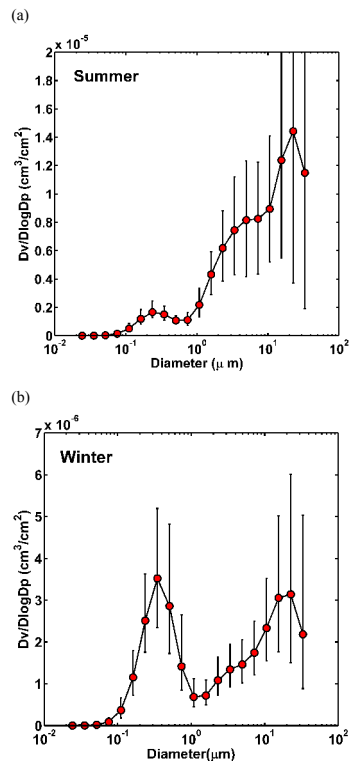 (a)
x 10⁻⁵
Summer
2
1.8
1.6
1.4
1.2
1
0.8
0.6
0.4
0.2
0
Dv/DlogDp (cm³/cm²)
10⁻² 10⁻¹ 10⁰ 10¹ 10²
Diameter (μ m)
(b)
x 10⁻⁶
Winter
7
6
5
4
3
2
1
0
Dv/DlogDp (cm³/cm²)
10⁻² 10⁻¹ 10⁰ 10¹ 10²
Diameter(μm)